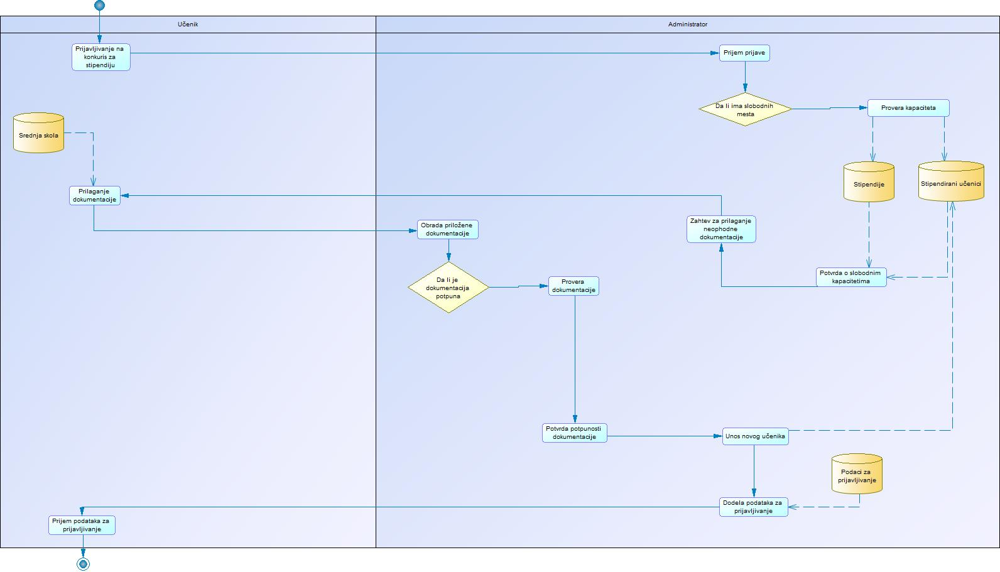 Učenik
Administrator
Prijavljivanje na
konkuris za
stipendiju
Prijem prijave
Da li ima slobodnih
mesta
Provera kapaciteta
Srednja skola
Stipendije
Stipendirani učenici
Prilaganje
dokumentacije
Obrada priložene
dokumentacije
Zahtev za prilaganje
neophodne
dokumentacije
Potvrda o slobodnim
kapacitetima
Da li je
dokumentacija
potpuna
Provera
dokumentacije
Potvrda potpunosti
dokumentacije
Unos novog učenika
Podaci za
prijavljivanje
Dodela podataka za
prijavljivanje
Prijem podataka za
prijavljivanje